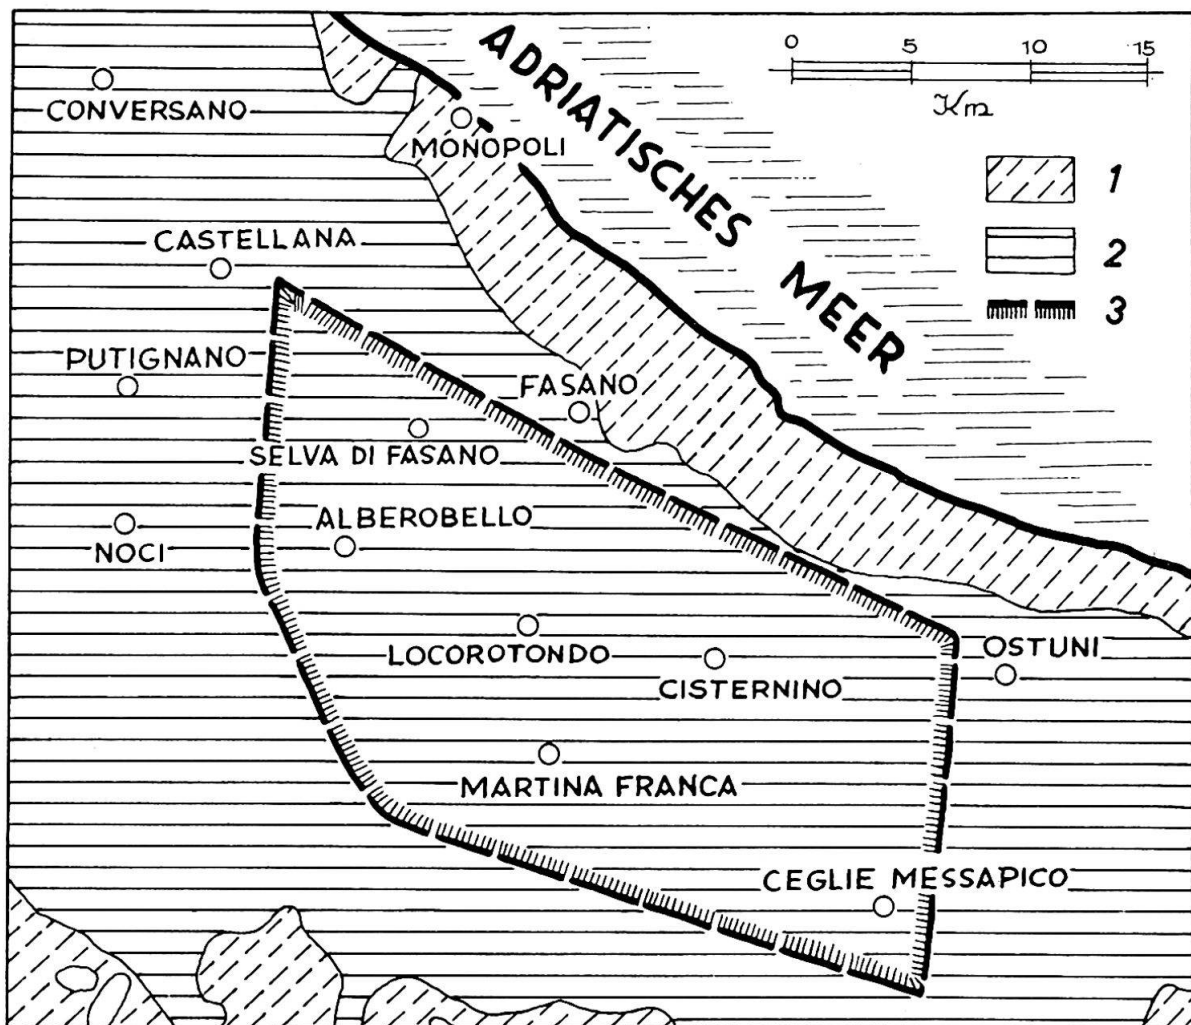 0 5 10 15
Km
ADRIATISCHES
MEER
1
2
3
CONVERSANO
MONOPOLI
CASTELLANA
PUTIGNANO
FASANO
SELVA DI FASANO
ALBEROBELLO
NOCI
LOCOROTONDO
OSTUNI
CISTERNINO
MARTINA FRANCA
CEGLIE MESSAPICO